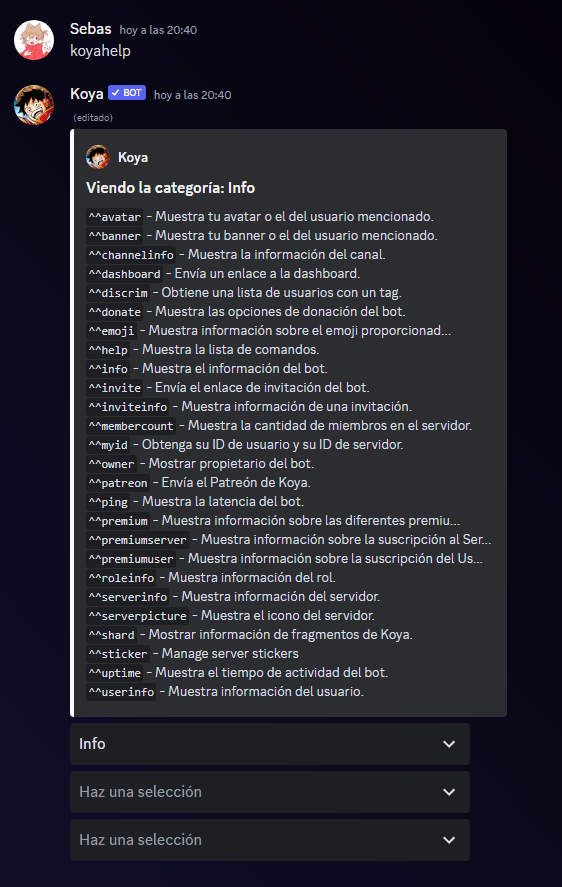 Sebas hoy a las 20:40
koyahelp
Koya BOT hoy a las 20:40
(editado)
Koya
Viendo la categoría: Info
^^avatar - Muestra tu avatar o el del usuario mencionado.
^^banner - Muestra tu banner o el del usuario mencionado.
^^channelinfo - Muestra la información del canal.
^^dashboard - Envía un enlace a la dashboard.
^^discrim - Obtiene una lista de usuarios con un tag.
^^donate - Muestra las opciones de donación del bot.
^^emoji - Muestra información sobre el emoji proporcionad...
^^help - Muestra la lista de comandos.
^^info - Muestra el información del bot.
^^invite - Envía el enlace de invitación del bot.
^^inviteinfo - Muestra información de una invitación.
^^membercount - Muestra la cantidad de miembros en el servidor.
^^myid - Obtenga su ID de usuario y su ID de servidor.
^^owner - Mostrar propietario del bot.
^^patreon - Envía el Patreón de Koya.
^^ping - Muestra la latencia del bot.
^^premium - Muestra información sobre las diferentes premiu...
^^premiumserver - Muestra información sobre la suscripción al Ser...
^^premiumuser - Muestra información sobre la suscripción del Us...
^^roleinfo - Muestra información del rol.
^^serverinfo - Muestra información del servidor.
^^serverpicture - Muestra el icono del servidor.
^^shard - Mostrar información de fragmentos de Koya.
^^sticker - Manage server stickers
^^uptime - Muestra el tiempo de actividad del bot.
^^userinfo - Muestra información del usuario.
Info
Haz una selección
Haz una selección